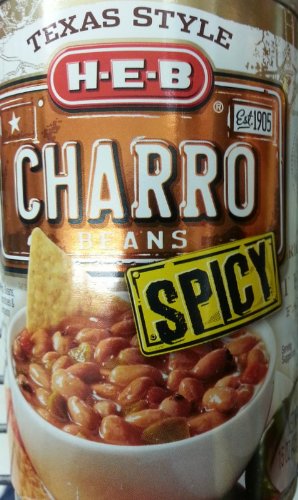 TEXAS STYLE
H-E-B
®
Est. 1905
CHARRO
BEANS
SPICY